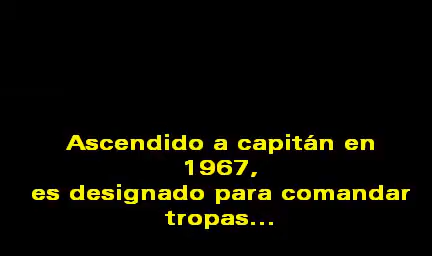 Ascendido a capitán en
1967,
es designado para comandar
tropas...